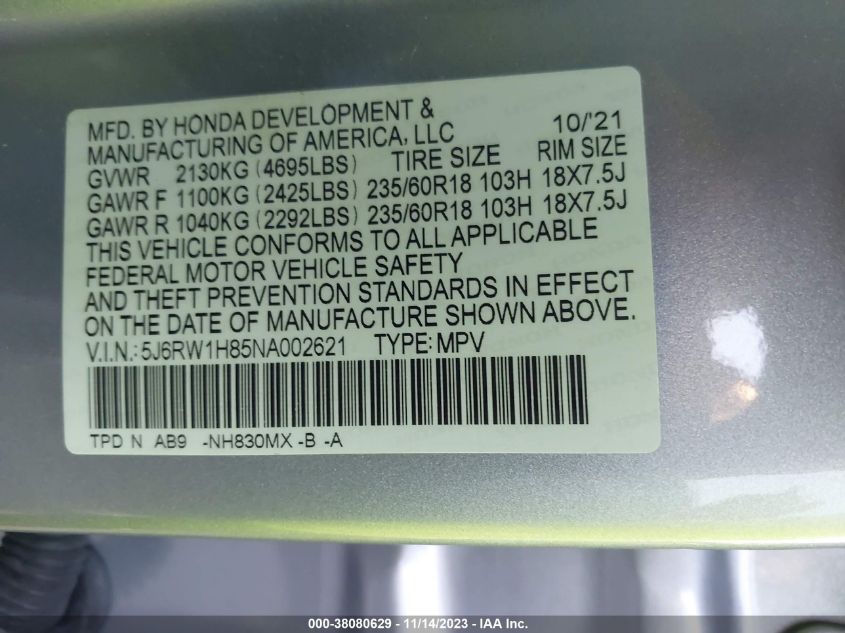 MFD. BY HONDA DEVELOPMENT &
MANUFACTURING OF AMERICA, LLC 10/'21
GVWR 2130KG (4695LBS) TIRE SIZE RIM SIZE
GAWR F 1100KG (2425LBS) 235/60R18 103H 18X7.5J
GAWR R 1040KG (2292LBS) 235/60R18 103H 18X7.5J
THIS VEHICLE CONFORMS TO ALL APPLICABLE
FEDERAL MOTOR VEHICLE SAFETY
AND THEFT PREVENTION STANDARDS IN EFFECT
ON THE DATE OF MANUFACTURE SHOWN ABOVE.
V.I.N.: 5J6RW1H85NA002621 TYPE: MPV
TPD N AB9 -NH830MX -B -A
000-38080629 - 11/14/2023 - IAA Inc.